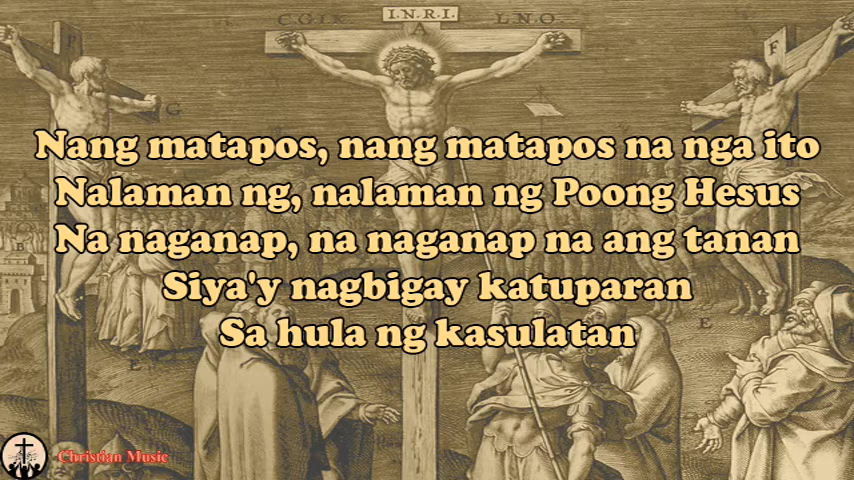 C.G.I.K. I.N.R.I. L.N.O.
A
F
F
G
Nang matapos, nang matapos na nga ito
Nalaman ng, nalaman ng Poong Hesus
Na naganap, na naganap na ang tanan
Siya'y nagbigay katuparan
Sa hula ng kasulatan
B
E
E
Christian Music